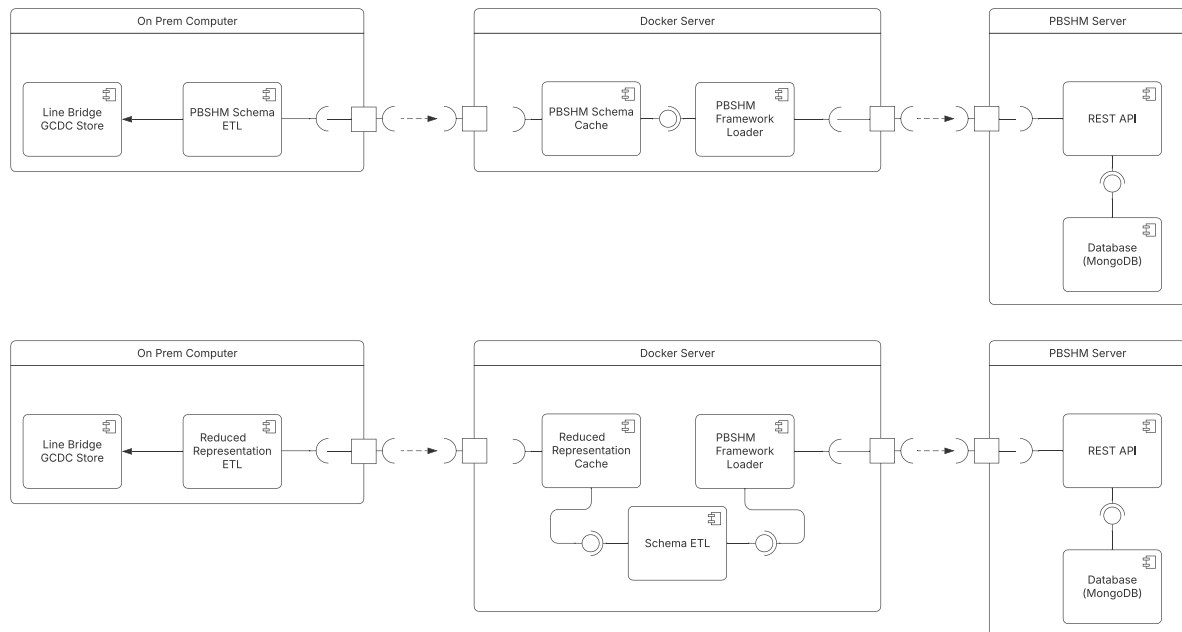 On Prem Computer
Docker Server
PBSHM Server
Line Bridge
GCDC Store
PBSHM Schema
ETL
PBSHM Schema
Cache
PBSHM
Framework
Loader
REST API
Database
(MongoDB)
On Prem Computer
Docker Server
PBSHM Server
Line Bridge
GCDC Store
Reduced
Representation
ETL
Reduced
Representation
Cache
PBSHM
Framework
Loader
REST API
Schema ETL
Database
(MongoDB)